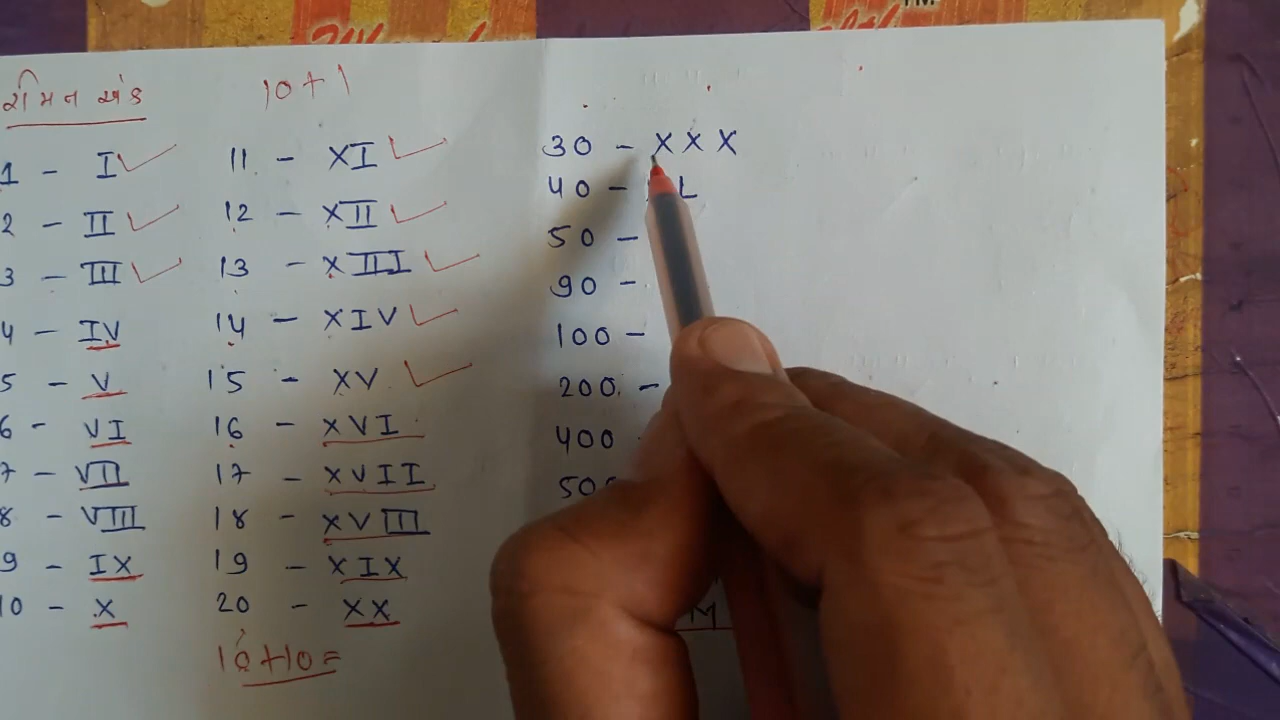 રોમન અંક
10+1
1 - I
2 - II
3 - III
4 - IV
5 - V
6 - VI
7 - VII
8 - VIII
9 - IX
10 - X
11 - XI
12 - XII
13 - XIII
14 - XIV
15 - XV
16 - XVI
17 - XVII
18 - XVIII
19 - XIX
20 - XX
10+10=
30 - XXX
40 - L
50 -
90 -
100 -
200 -
400 -
M